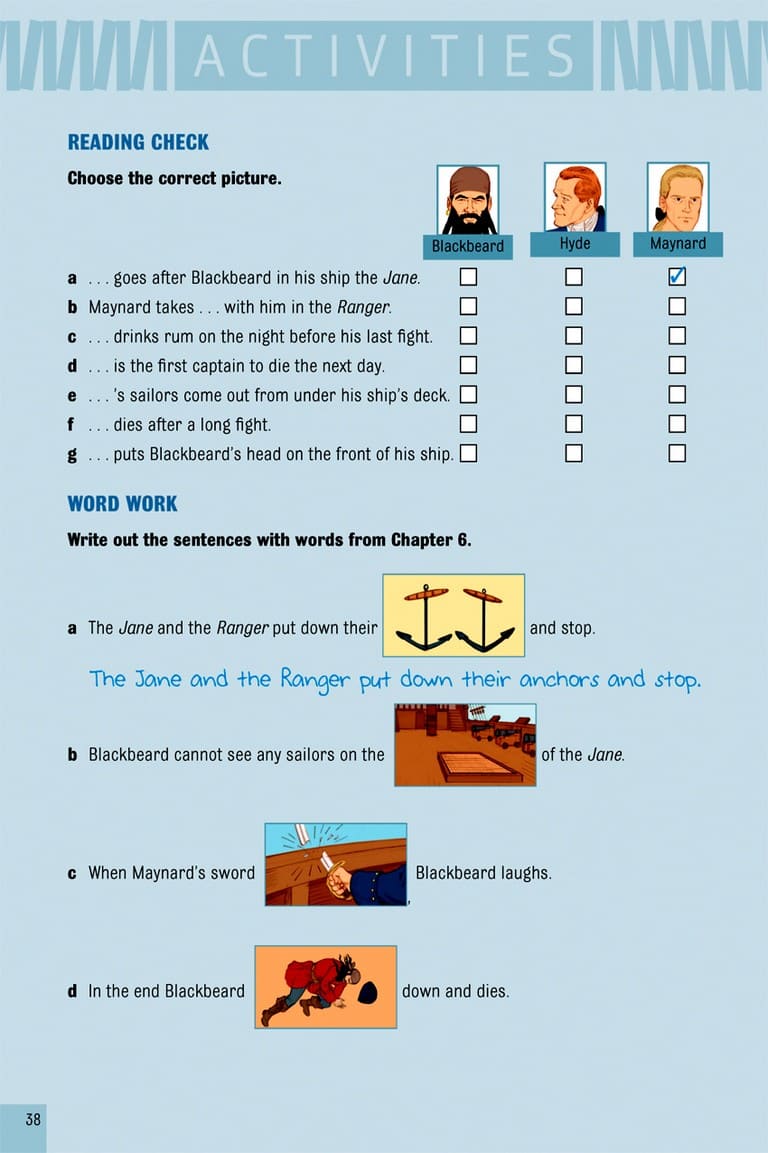 ACTIVITIES
READING CHECK
Choose the correct picture.
Blackbeard Hyde Maynard
a ...goes after Blackbeard in his ship the Jane.
b Maynard takes ... with him in the Ranger.
c ...drinks rum on the night before his last fight.
d ...is the first captain to die the next day.
e ...'s sailors come out from under his ship's deck.
f ...dies after a long fight.
g ...puts Blackbeard's head on the front of his ship.
WORD WORK
Write out the sentences with words from Chapter 6.
a The Jane and the Ranger put down their and stop.
The Jane and the Ranger put down their anchors and stop.
b Blackbeard cannot see any sailors on the of the Jane.
c When Maynard's sword , Blackbeard laughs.
d In the end Blackbeard down and dies.
38